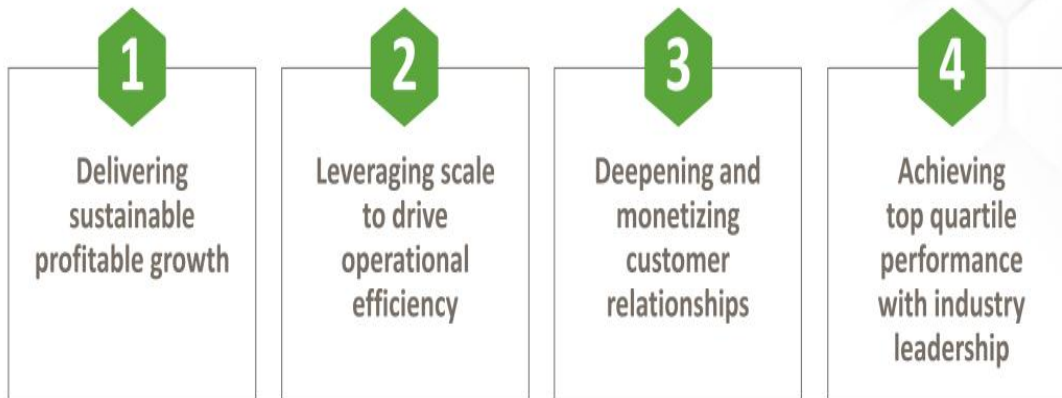 1
Delivering
sustainable
profitable growth
2
Leveraging scale
to drive
operational
efficiency
3
Deepening and
monetizing
customer
relationships
4
Achieving
top quartile
performance
with industry
leadership